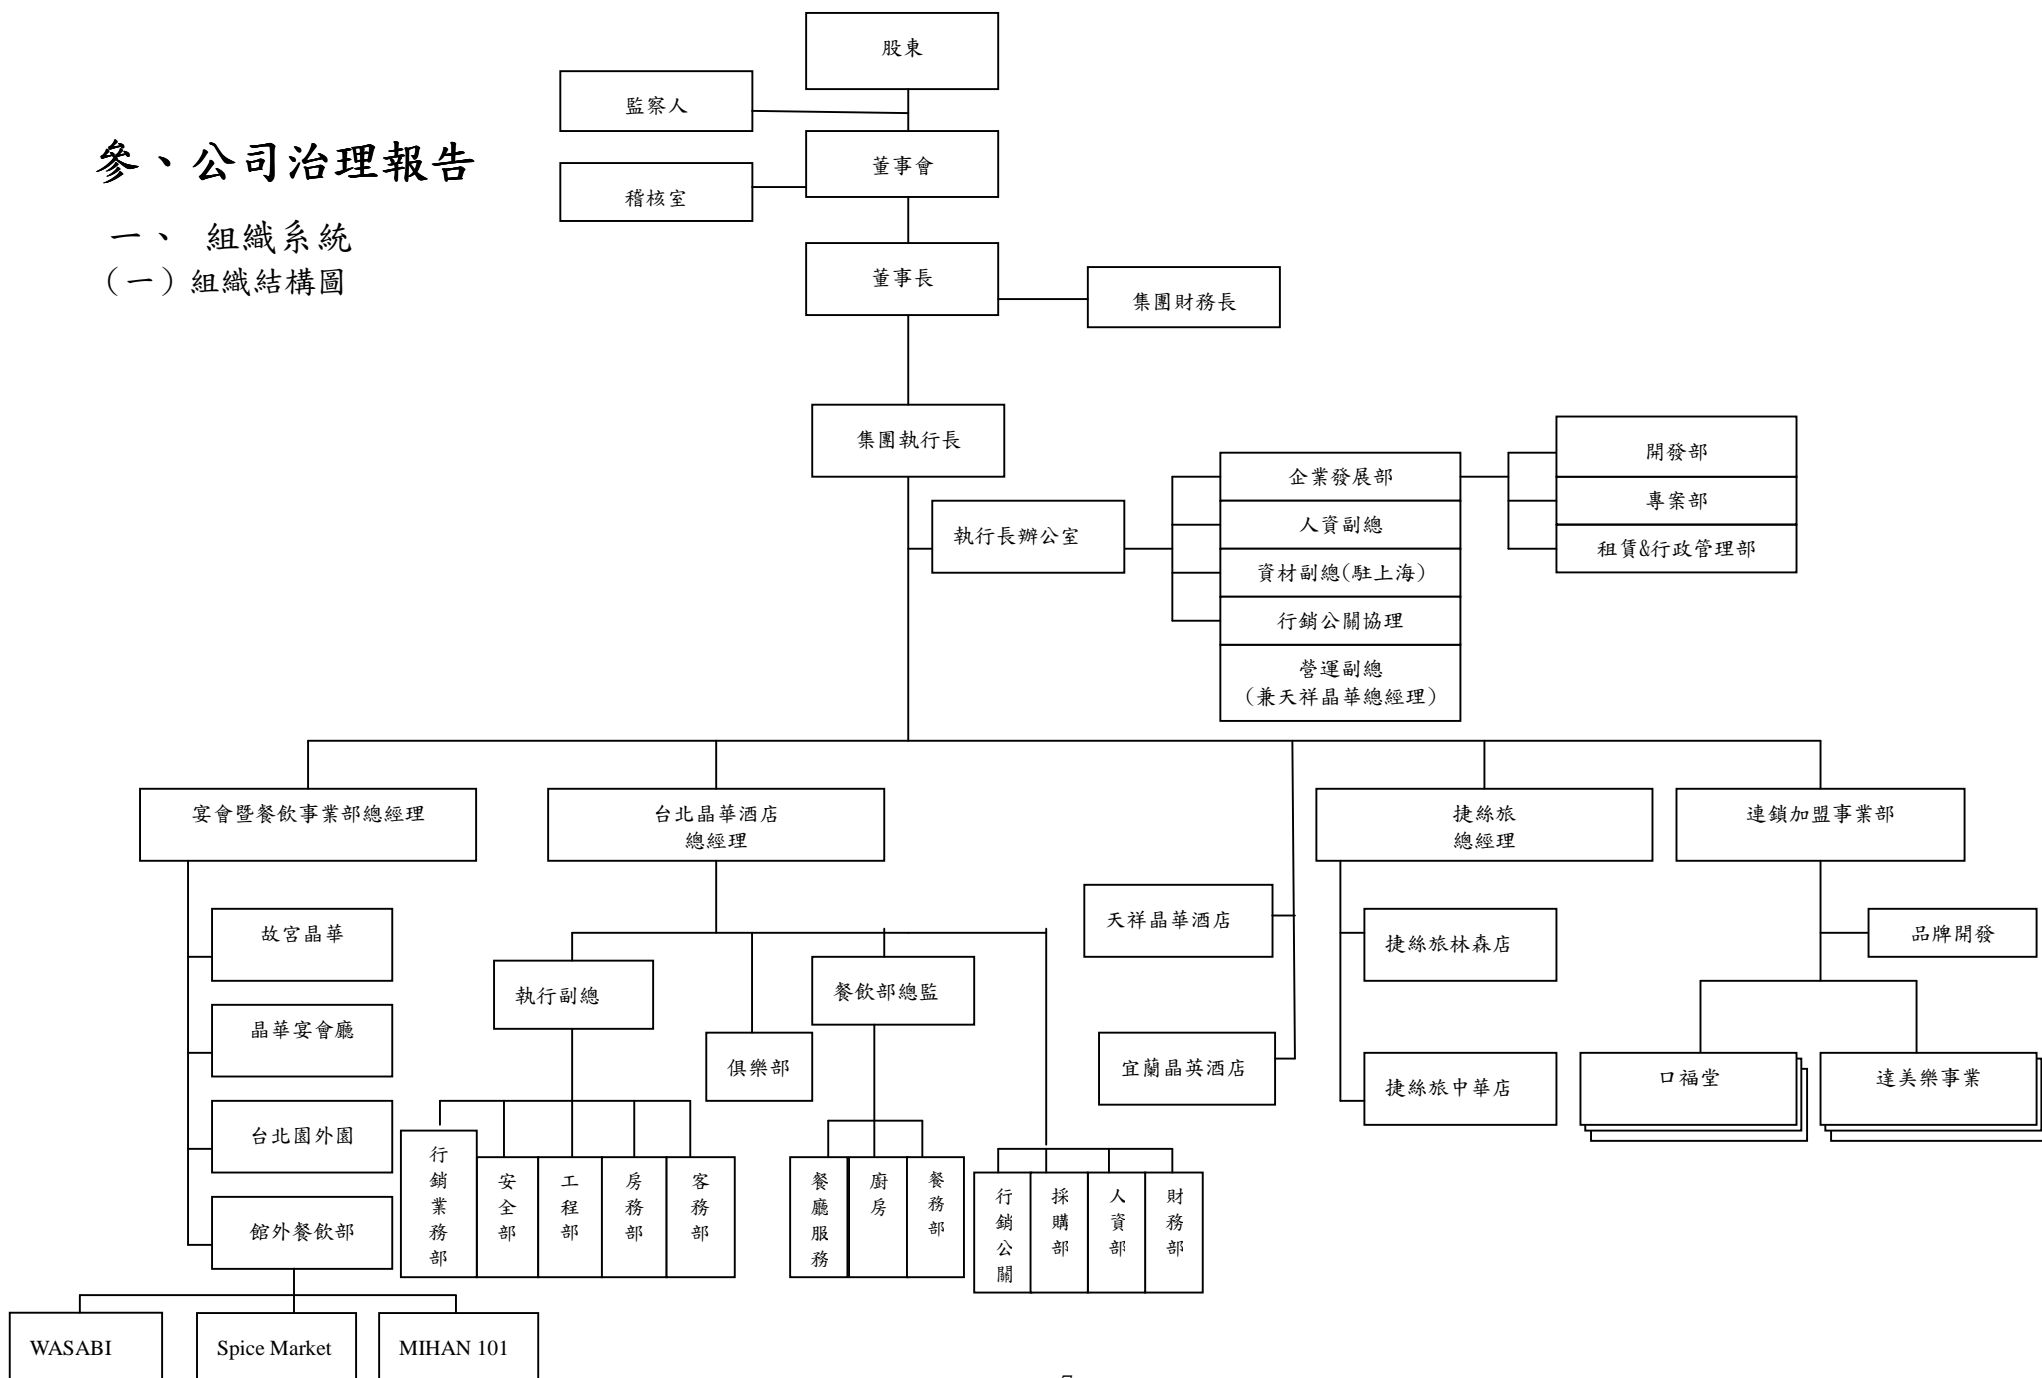 股東
監察人
參、公司治理報告
董事會
稽核室
一、 組織系統
(一)組織結構圖
董事長
集團財務長
集團執行長
執行長辦公室
企業發展部
人資副總
資材副總(駐上海)
行銷公關協理
營運副總
(兼天祥晶華總經理)
開發部
專案部
租賃&行政管理部
宴會暨餐飲事業部總經理
台北晶華酒店
總經理
捷絲旅
總經理
連鎖加盟事業部
故宮晶華
晶華宴會廳
台北園外園
館外餐飲部
WASABI
Spice Market
MIHAN 101
執行副總
俱樂部
餐飲部總監
行銷業務部
安全部
工程部
房務部
客務部
餐廳服務
廚房
餐務部
行銷公關
採購部
人資部
財務部
天祥晶華酒店
宜蘭晶英酒店
捷絲旅林森店
捷絲旅中華店
品牌開發
口福堂
達美樂事業